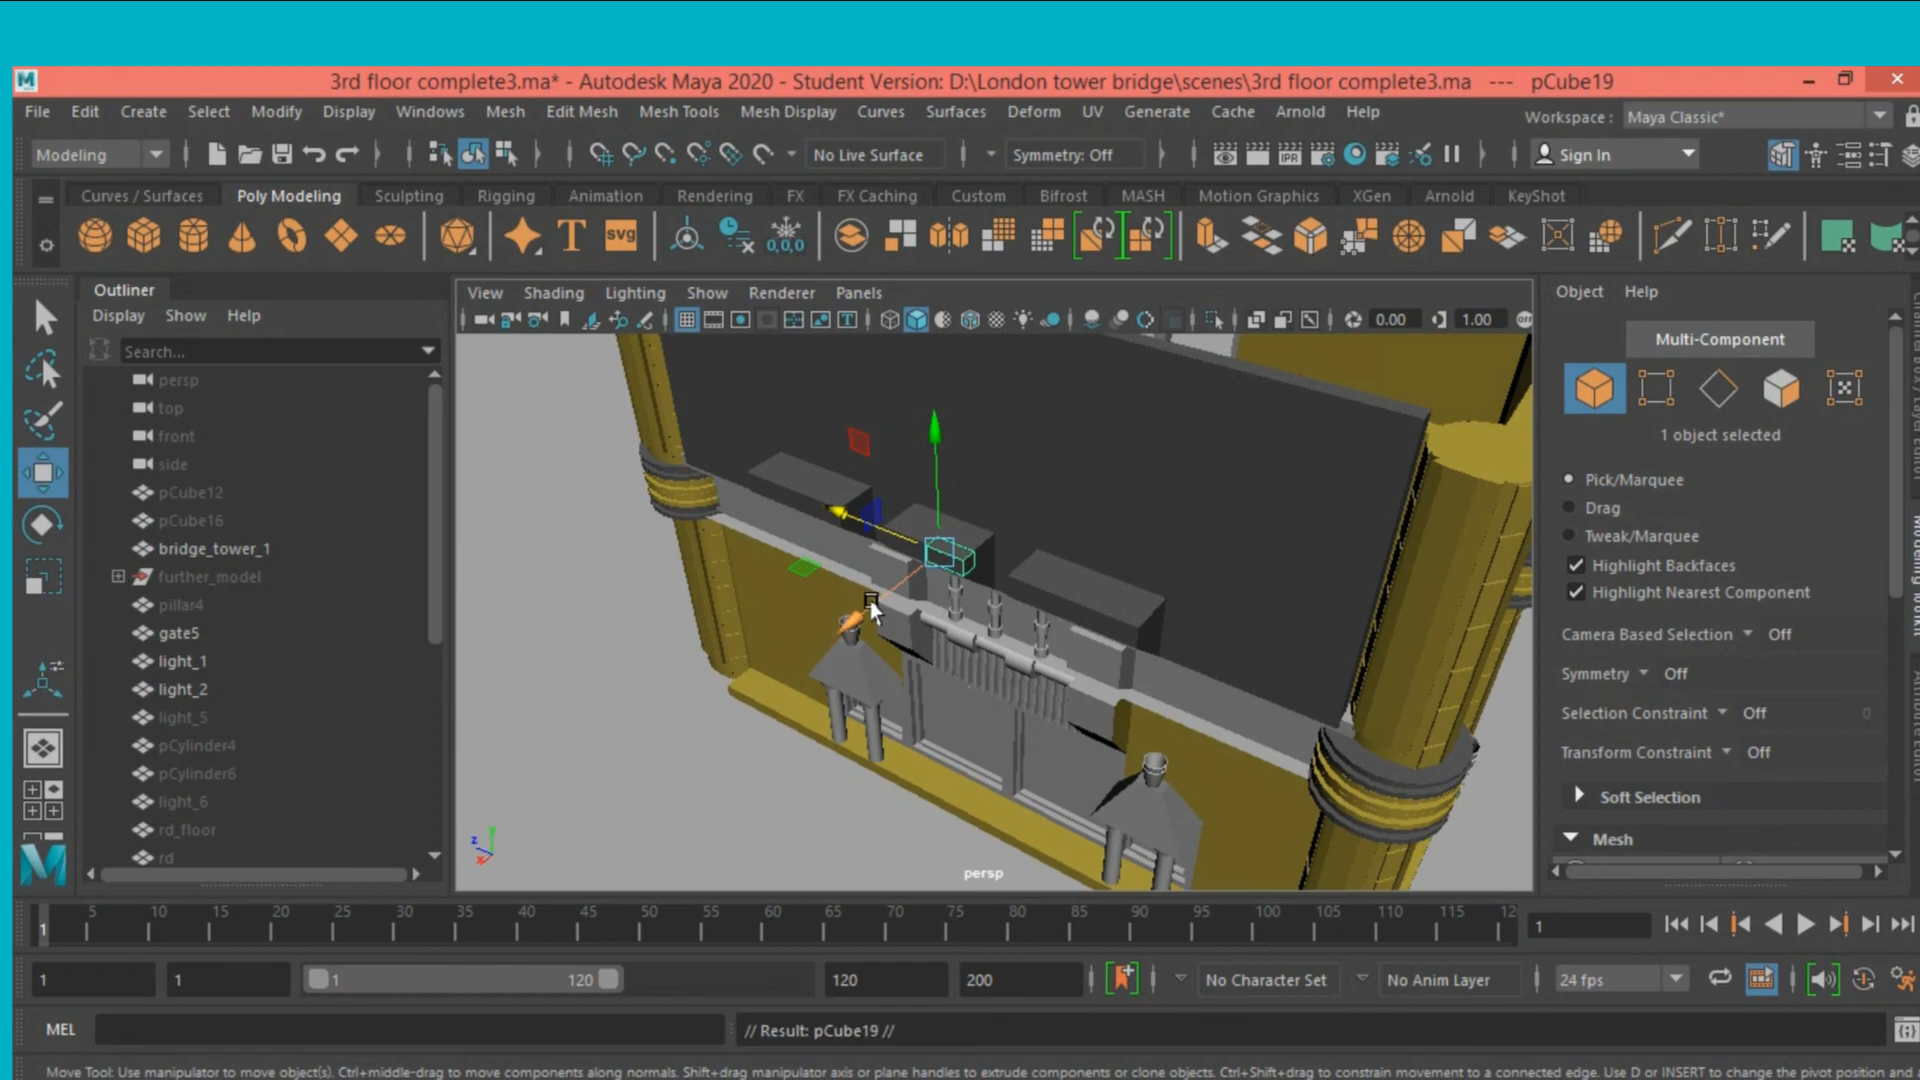 3rd floor complete3.ma* - Autodesk Maya 2020 - Student Version: D:\London tower bridge\scenes\3rd floor complete3.ma --- pCube19
File Edit Create Select Modify Display Windows Mesh Edit Mesh Mesh Tools Mesh Display Curves Surfaces Deform UV Generate Cache Arnold Help
Workspace : Maya Classic*
Modeling
No Live Surface
Symmetry: Off
IPR
Sign In
Curves / Surfaces Poly Modeling Sculpting Rigging Animation Rendering FX FX Caching Custom Bifrost MASH Motion Graphics XGen Arnold KeyShot
T svg 0,0,0
Outliner
Display Show Help
Search...
persp
top
front
side
pCube12
pCube16
bridge_tower_1
further_model
pillar4
gate5
light_1
light_2
light_5
pCylinder4
pCylinder6
light_6
rd_floor
rd
View Shading Lighting Show Renderer Panels
0.00 1.00
y
z
x
persp
Object Help
Multi-Component
1 object selected
Pick/Marquee
Drag
Tweak/Marquee
Highlight Backfaces
Highlight Nearest Component
Camera Based Selection Off
Symmetry Off
Selection Constraint Off 0
Transform Constraint Off
Soft Selection
Mesh
1 5 10 15 20 25 30 35 40 45 50 55 60 65 70 75 80 85 90 95 100 105 110 115 12
1
1 1 1 120 120 200 No Character Set No Anim Layer 24 fps
MEL // Result: pCube19 //
Move Tool: Use manipulator to move object(s). Ctrl+middle-drag to move components along normals. Shift+drag manipulator axis or plane handles to extrude components or clone objects. Ctrl+Shift+drag to constrain movement to a connected edge. Use D or INSERT to change the pivot position and